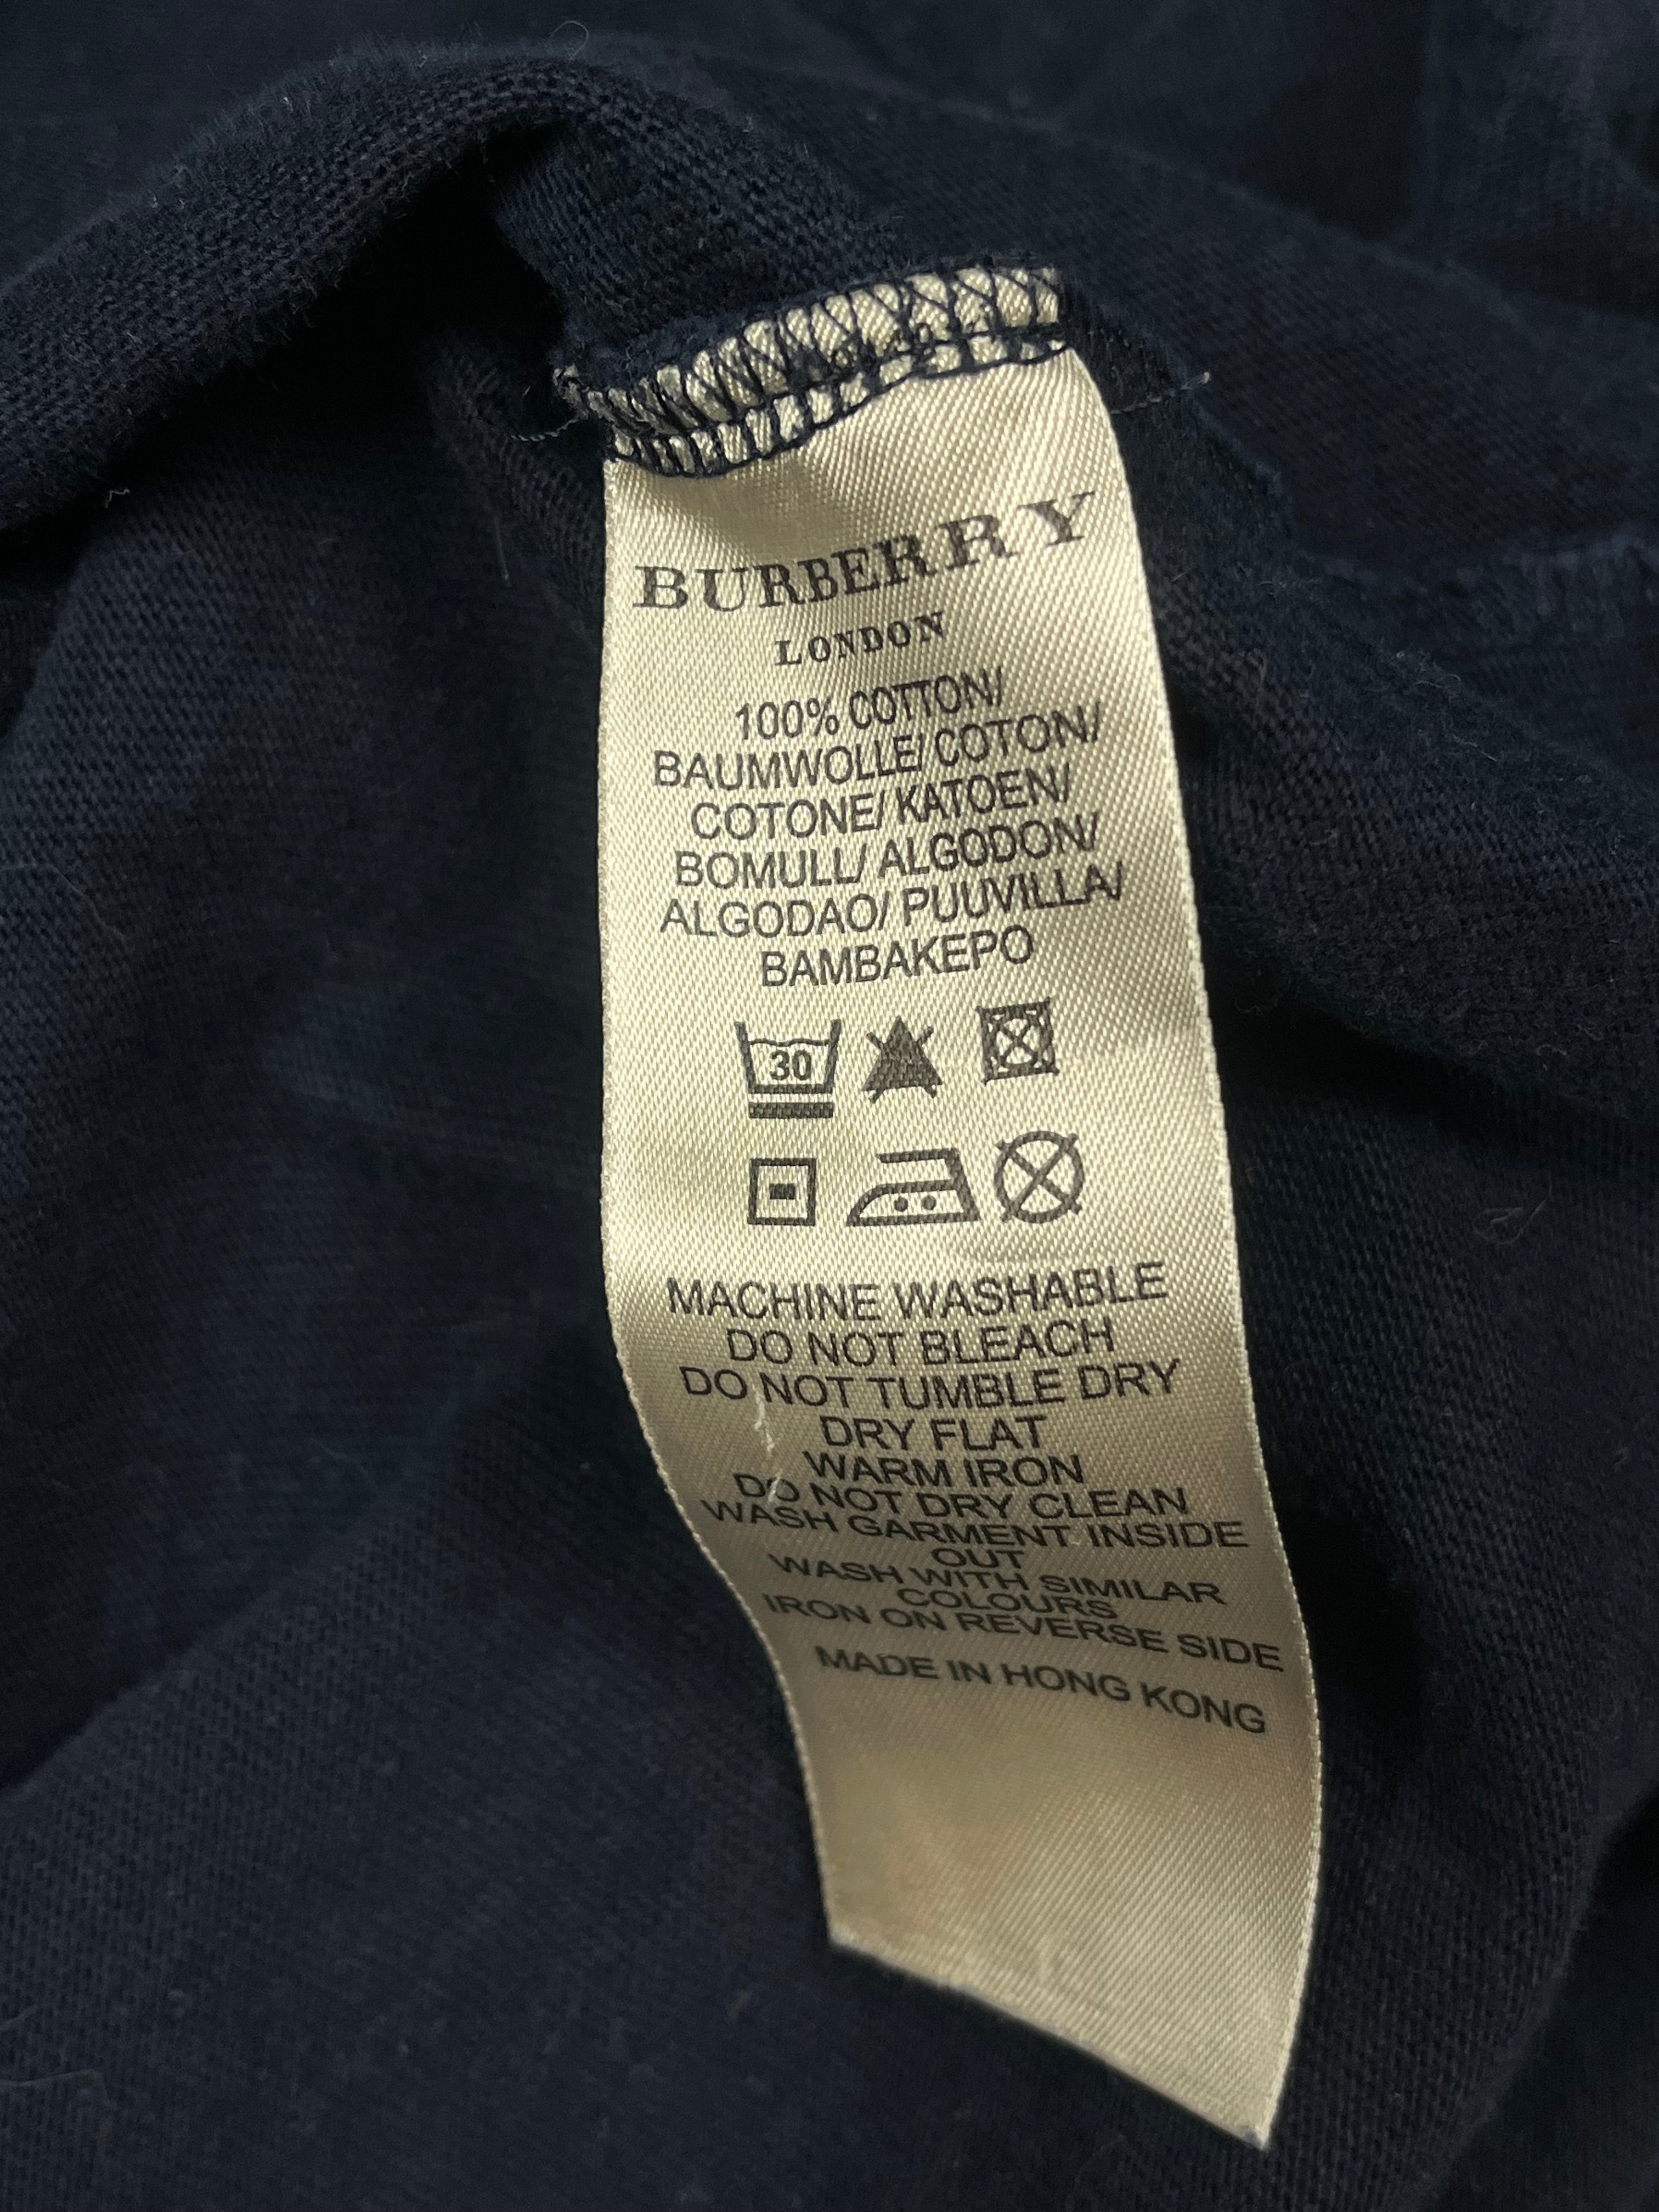 BURBERRY
LONDON
100% COTTON/
BAUMWOLLE/ COTON/
COTONE/ KATOEN/
BOMULL/ ALGODON/
ALGODAO/ PUUVILLA/
BAMBAKEPO
30
MACHINE WASHABLE
DO NOT BLEACH
DO NOT TUMBLE DRY
DRY FLAT
WARM IRON
DO NOT DRY CLEAN
WASH GARMENT INSIDE
OUT
WASH WITH SIMILAR
COLOURS
IRON ON REVERSE SIDE
MADE IN HONG KONG